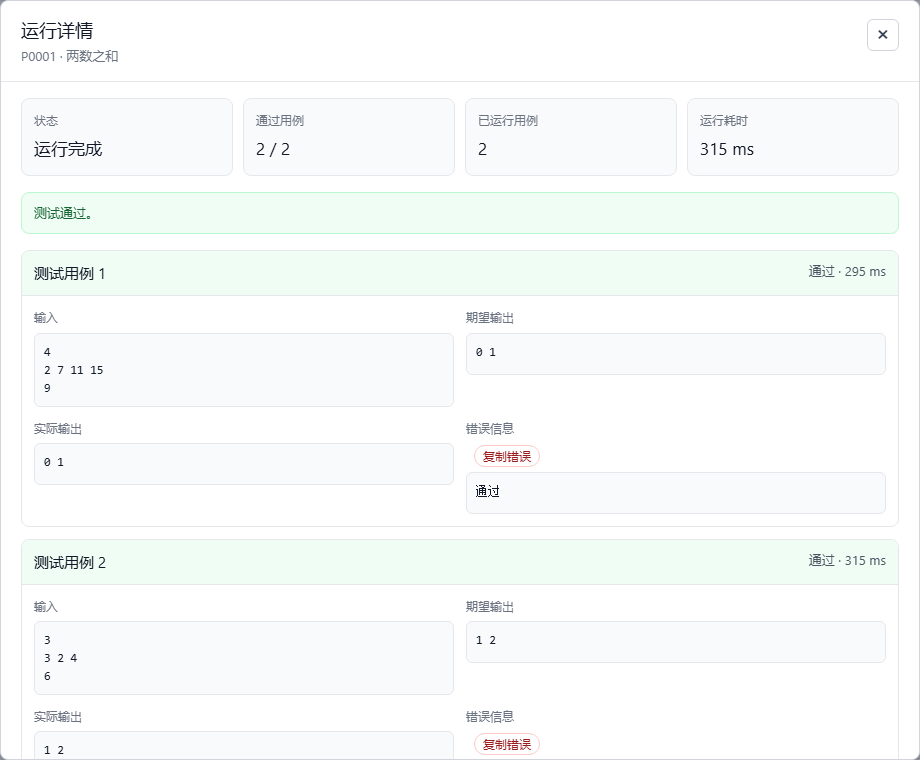 运行详情
P0001 · 两数之和
×
状态
运行完成
通过用例
2 / 2
已运行用例
2
运行耗时
315 ms
测试通过。
测试用例 1
通过 · 295 ms
输入
4
2 7 11 15
9
期望输出
0 1
实际输出
0 1
错误信息
复制错误
通过
测试用例 2
通过 · 315 ms
输入
3
3 2 4
6
期望输出
1 2
实际输出
1 2
错误信息
复制错误